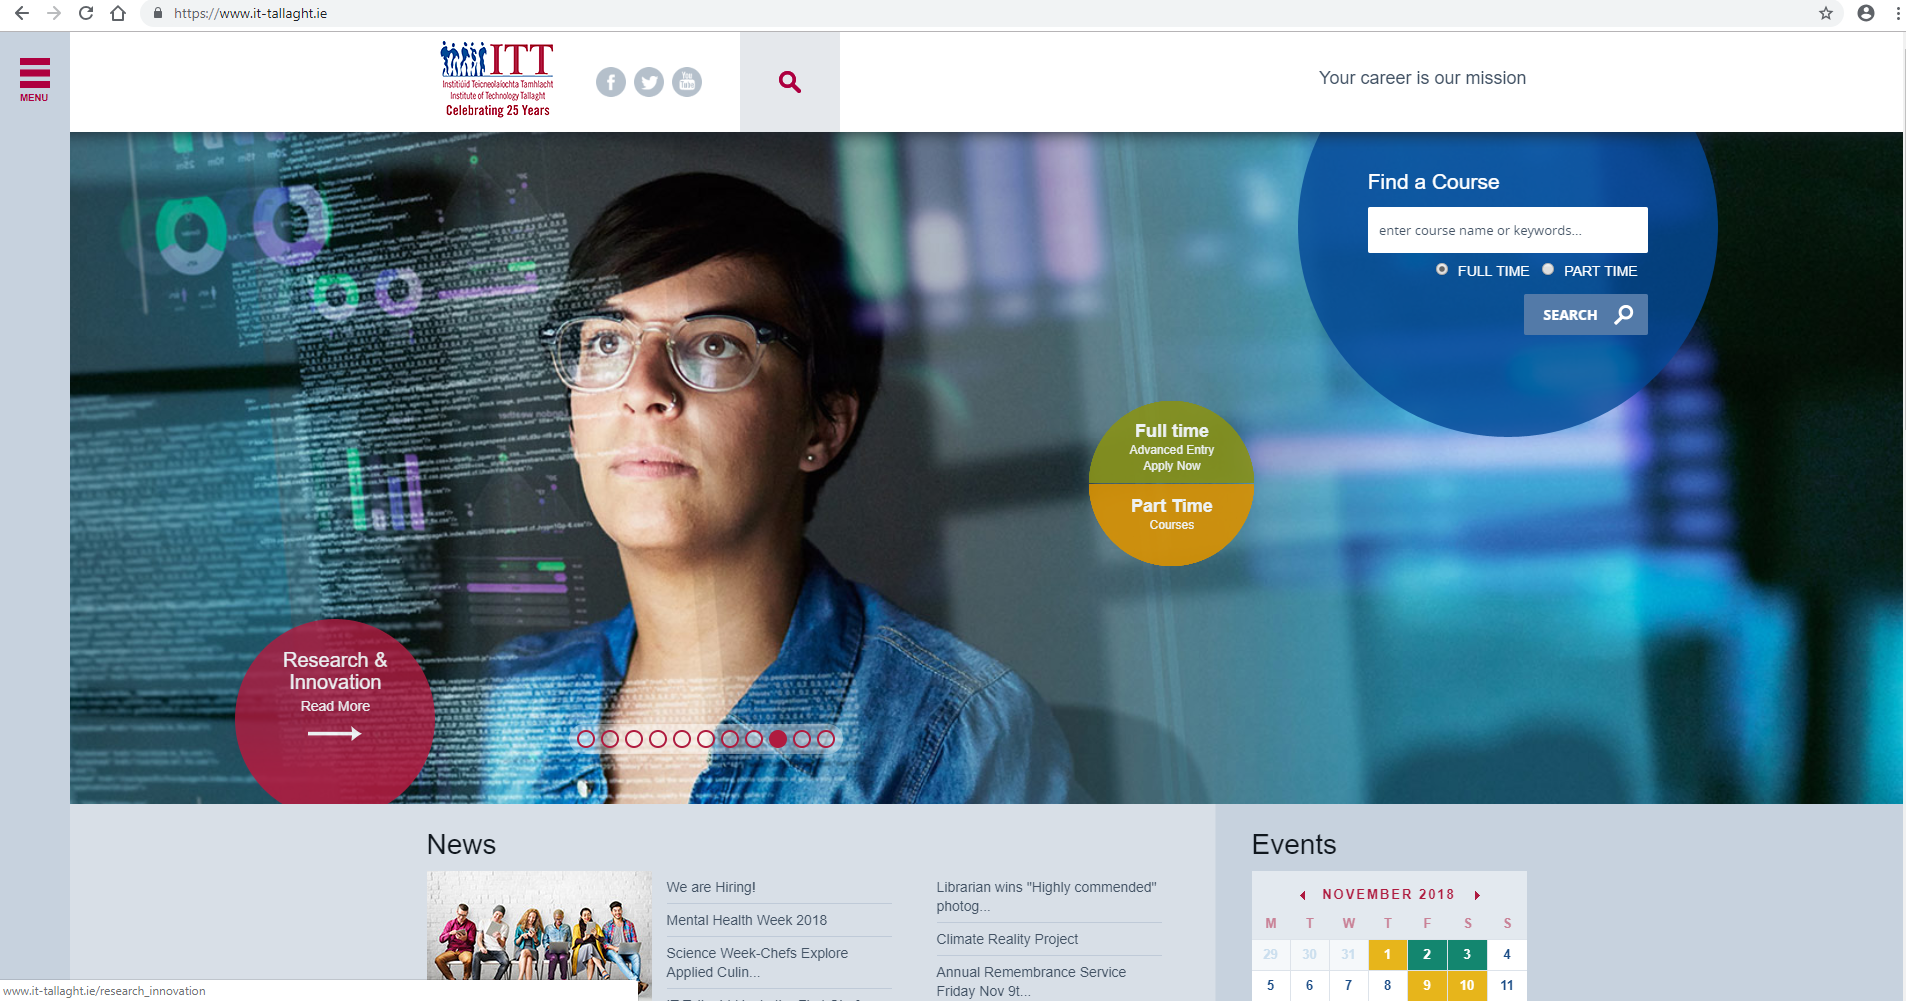 https://www.it-tallaght.ie
MENU
ITT
Institiúid Teicneolaíochta Tamhlacht
Institute of Technology Tallaght
Celebrating 25 Years
You
Tube
Your career is our mission
Find a Course
enter course name or keywords...
FULL TIME PART TIME
SEARCH
Full time
Advanced Entry
Apply Now
Part Time
Courses
Research &
Innovation
Read More
News
We are Hiring!
Mental Health Week 2018
Science Week-Chefs Explore
Applied Culin...
Librarian wins "Highly commended"
photog...
Climate Reality Project
Annual Remembrance Service
Friday Nov 9t...
Events
NOVEMBER 2018
M T W T F S S
29 30 31 1 2 3 4
5 6 7 8 9 10 11
www.it-tallaght.ie/research_innovation